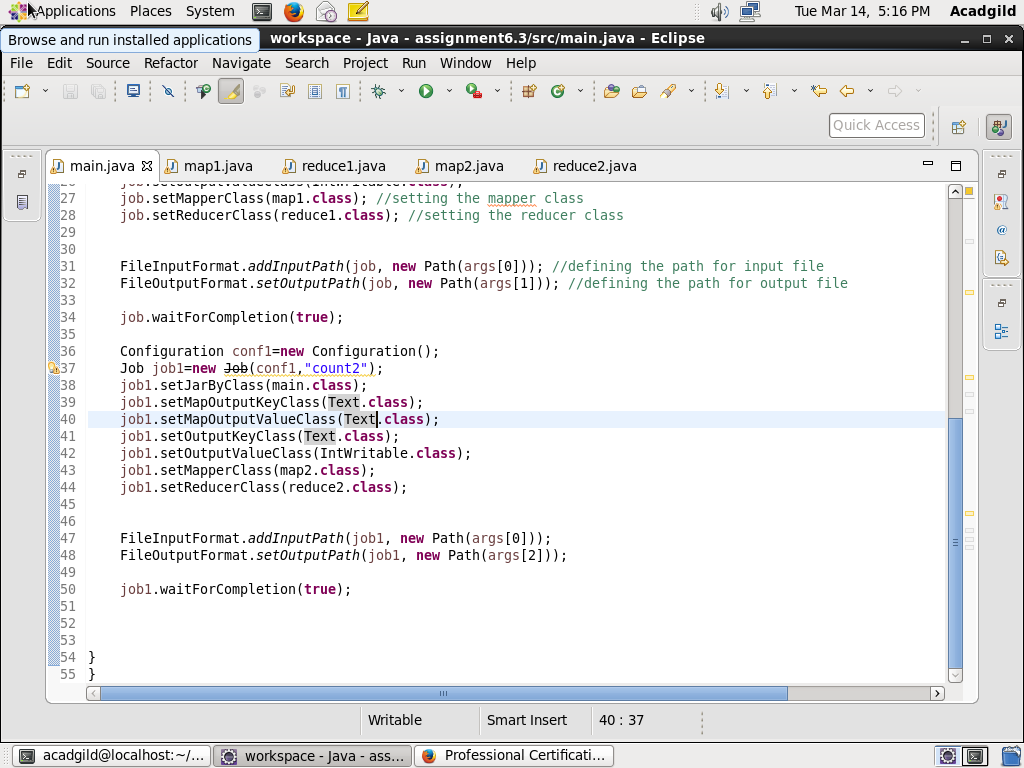 Applications Places System
Tue Mar 14, 5:16 PM Acadgild
Browse and run installed applications
workspace - Java - assignment6.3/src/main.java - Eclipse
File Edit Source Refactor Navigate Search Project Run Window Help
Quick Access
main.java map1.java reduce1.java map2.java reduce2.java
26 job.setOutputValueClass(IntWritable.class);
27 job.setMapperClass(map1.class); //setting the mapper class
28 job.setReducerClass(reduce1.class); //setting the reducer class
29
30
31 FileInputFormat.addInputPath(job, new Path(args[0])); //defining the path for input file
32 FileOutputFormat.setOutputPath(job, new Path(args[1])); //defining the path for output file
33
34 job.waitForCompletion(true);
35
36 Configuration conf1=new Configuration();
37 Job job1=new Job(conf1,"count2");
38 job1.setJarByClass(main.class);
39 job1.setMapOutputKeyClass(Text.class);
40 job1.setMapOutputValueClass(Text.class);
41 job1.setOutputKeyClass(Text.class);
42 job1.setOutputValueClass(IntWritable.class);
43 job1.setMapperClass(map2.class);
44 job1.setReducerClass(reduce2.class);
45
46
47 FileInputFormat.addInputPath(job1, new Path(args[0]));
48 FileOutputFormat.setOutputPath(job1, new Path(args[2]));
49
50 job1.waitForCompletion(true);
51
52
53
54 }
55 }
Writable Smart Insert 40 : 37
acadgild@localhost:~/... workspace - Java - ass... Professional Certificati...